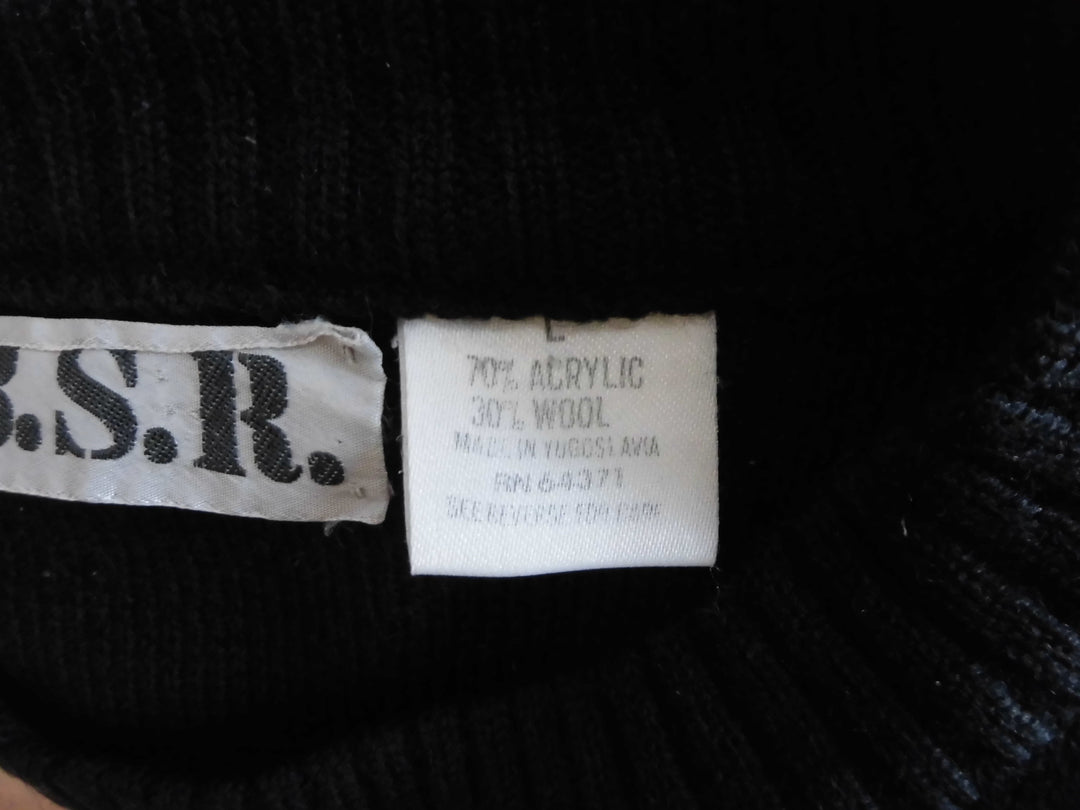 B.S.R.
L
70% ACRYLIC
30% WOOL
MADE IN YUGOSLAVIA
RN 64371
SEE REVERSE FOR CARE